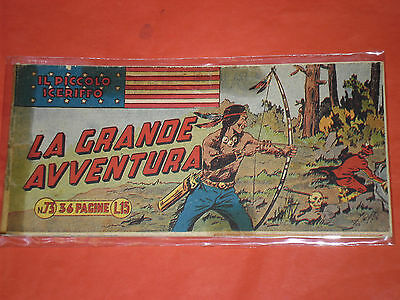 IL PICCOLO
SCERIFFO
LA GRANDE
AVVENTURA
N.73 36 PAGINE L.15